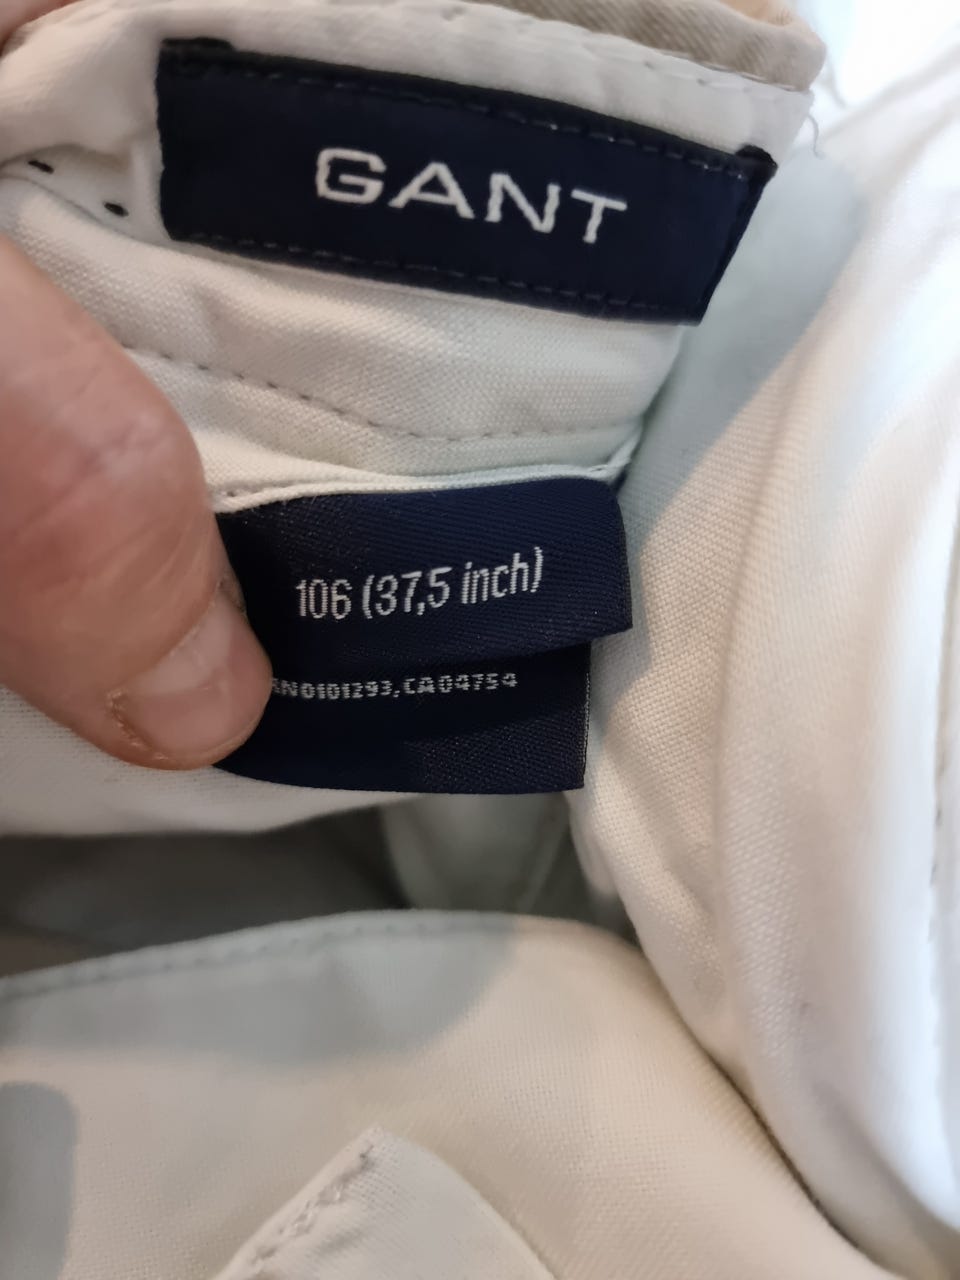 GANT
106 (37,5 inch)
RN0101293,CA04754